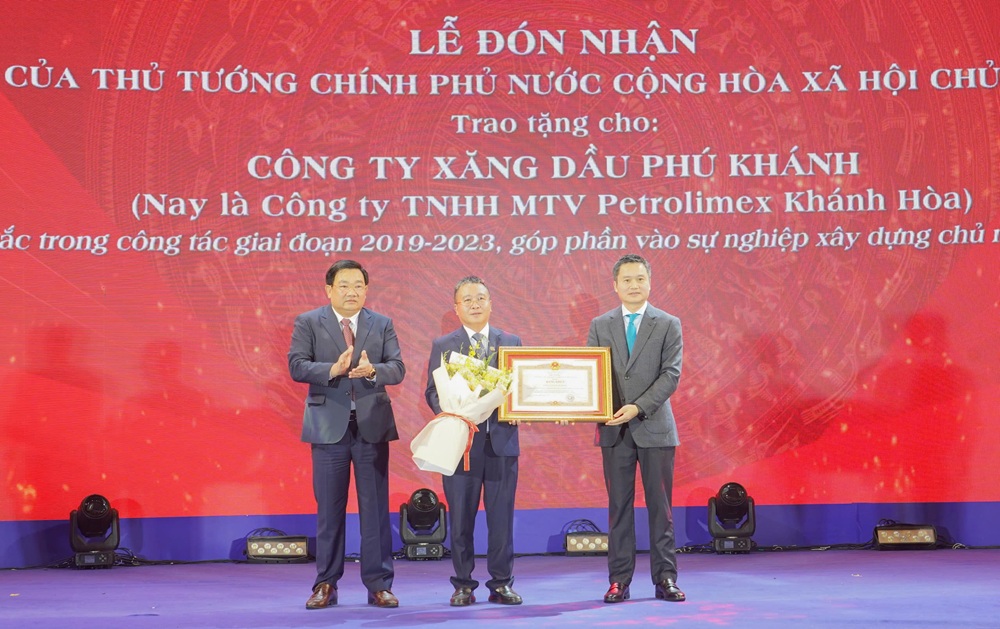 LỄ ĐÓN NHẬN
CỦA THỦ TƯỚNG CHÍNH PHỦ NƯỚC CỘNG HÒA XÃ HỘI CHỦ
Trao tặng cho:
CÔNG TY XĂNG DẦU PHÚ KHÁNH
(Nay là Công ty TNHH MTV Petrolimex Khánh Hòa)
ắc trong công tác giai đoạn 2019-2023, góp phần vào sự nghiệp xây dựng chủ